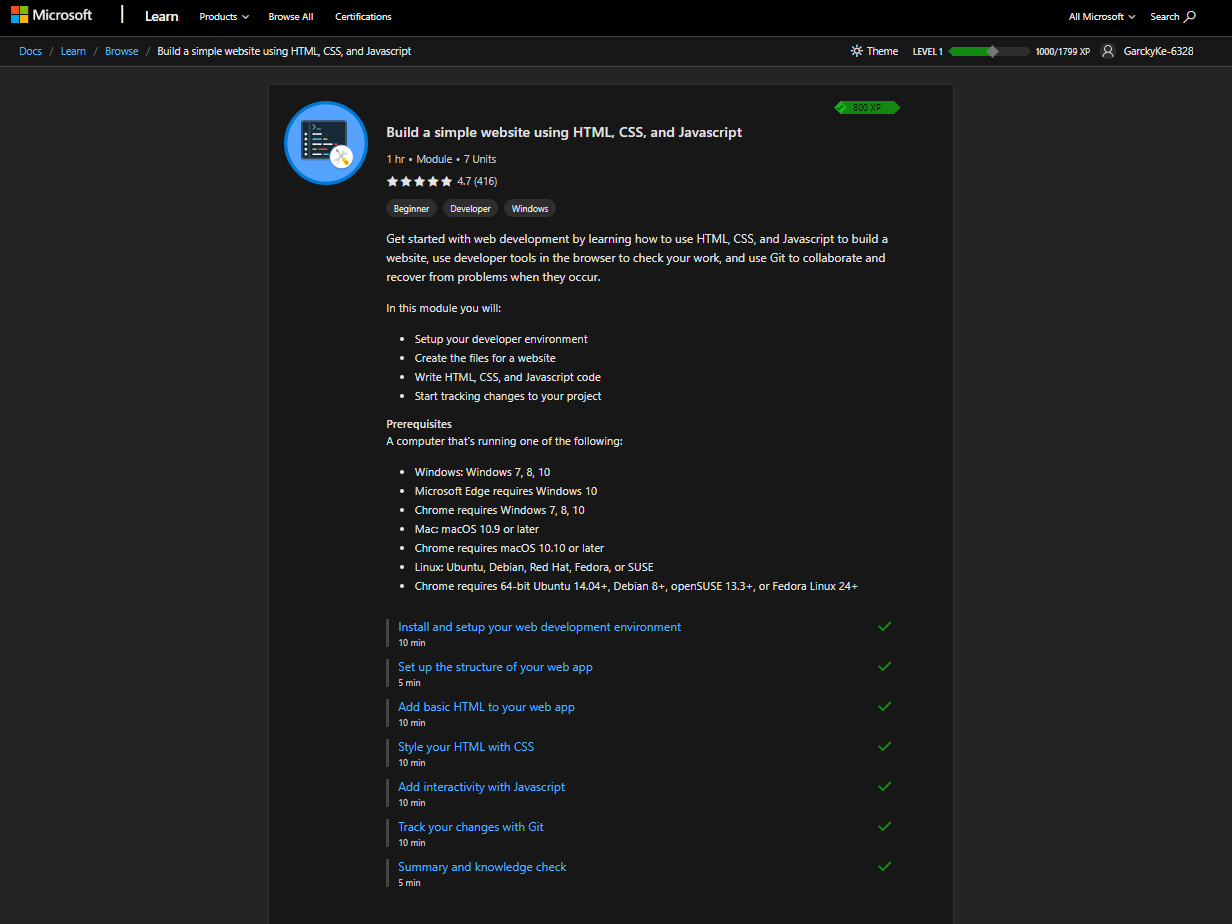 Microsoft Learn Products Browse All Certifications All Microsoft Search
Docs / Learn / Browse / Build a simple website using HTML, CSS, and Javascript Theme LEVEL 1 1000/1799 XP GarckyKe-6328
800 XP
Build a simple website using HTML, CSS, and Javascript
1 hr • Module • 7 Units
4.7 (416)
Beginner Developer Windows
Get started with web development by learning how to use HTML, CSS, and Javascript to build a
website, use developer tools in the browser to check your work, and use Git to collaborate and
recover from problems when they occur.
In this module you will:
• Setup your developer environment
• Create the files for a website
• Write HTML, CSS, and Javascript code
• Start tracking changes to your project
Prerequisites
A computer that's running one of the following:
• Windows: Windows 7, 8, 10
• Microsoft Edge requires Windows 10
• Chrome requires Windows 7, 8, 10
• Mac: macOS 10.9 or later
• Chrome requires macOS 10.10 or later
• Linux: Ubuntu, Debian, Red Hat, Fedora, or SUSE
• Chrome requires 64-bit Ubuntu 14.04+, Debian 8+, openSUSE 13.3+, or Fedora Linux 24+
Install and setup your web development environment
10 min
Set up the structure of your web app
5 min
Add basic HTML to your web app
10 min
Style your HTML with CSS
10 min
Add interactivity with Javascript
10 min
Track your changes with Git
10 min
Summary and knowledge check
5 min